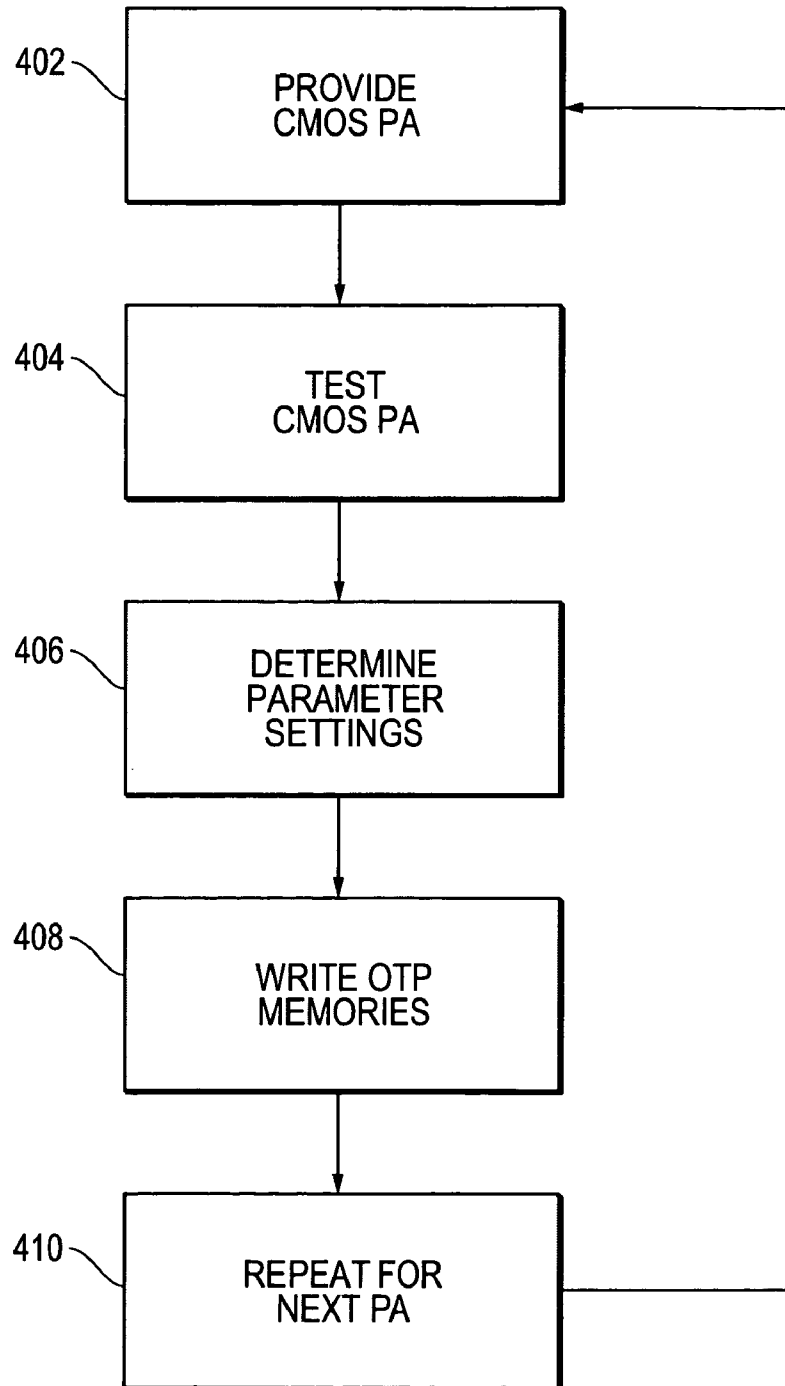 402
PROVIDE
CMOS PA
404
TEST
CMOS PA
406
DETERMINE
PARAMETER
SETTINGS
408
WRITE OTP
MEMORIES
410
REPEAT FOR
NEXT PA